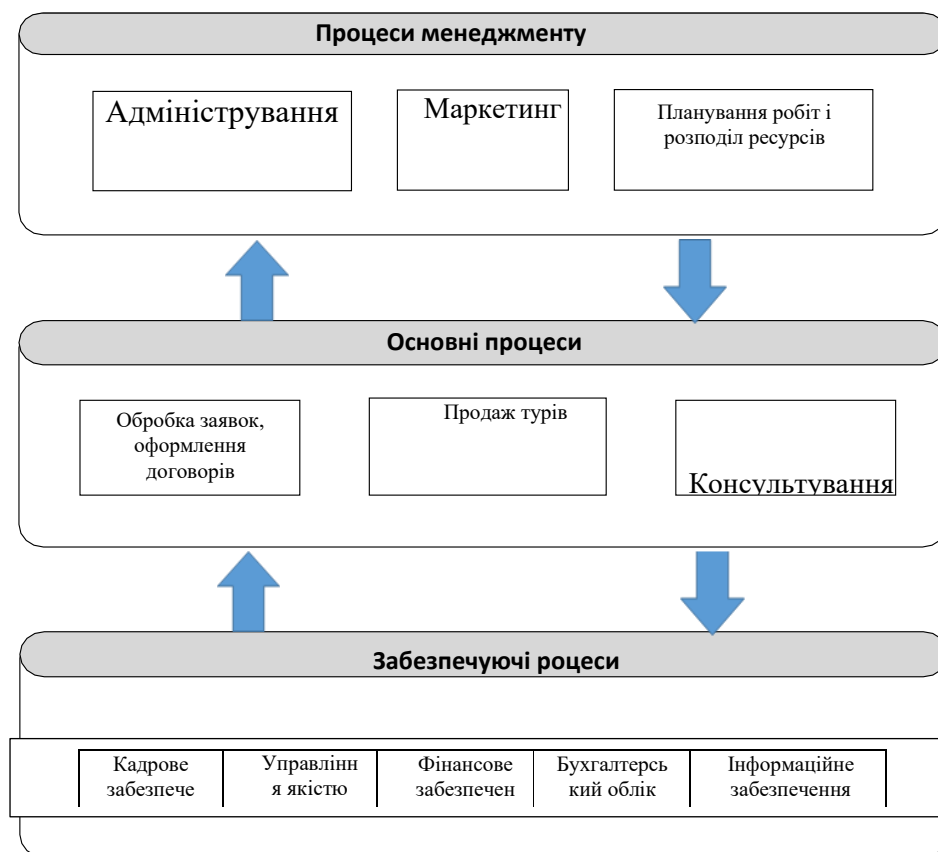 Процеси менеджменту
Адміністрування
Маркетинг
Планування робіт і
розподіл ресурсів
Основні процеси
Обробка заявок,
оформлення
договорів
Продаж турів
Консультування
Забезпечуючі роцеси
Кадрове
забезпече
Управлінн
я якістю
Фінансове
забезпечен
Бухгалтерсь
кий облік
Інформаційне
забезпечення